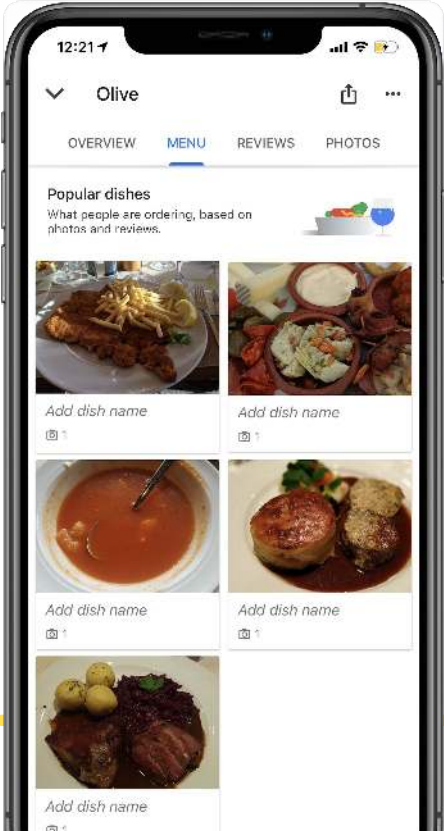 12:21
Olive
OVERVIEW MENU REVIEWS PHOTOS
Popular dishes
What people are ordering, based on
photos and reviews.
Add dish name
1
Add dish name
1
Add dish name
1
Add dish name
1
Add dish name
1